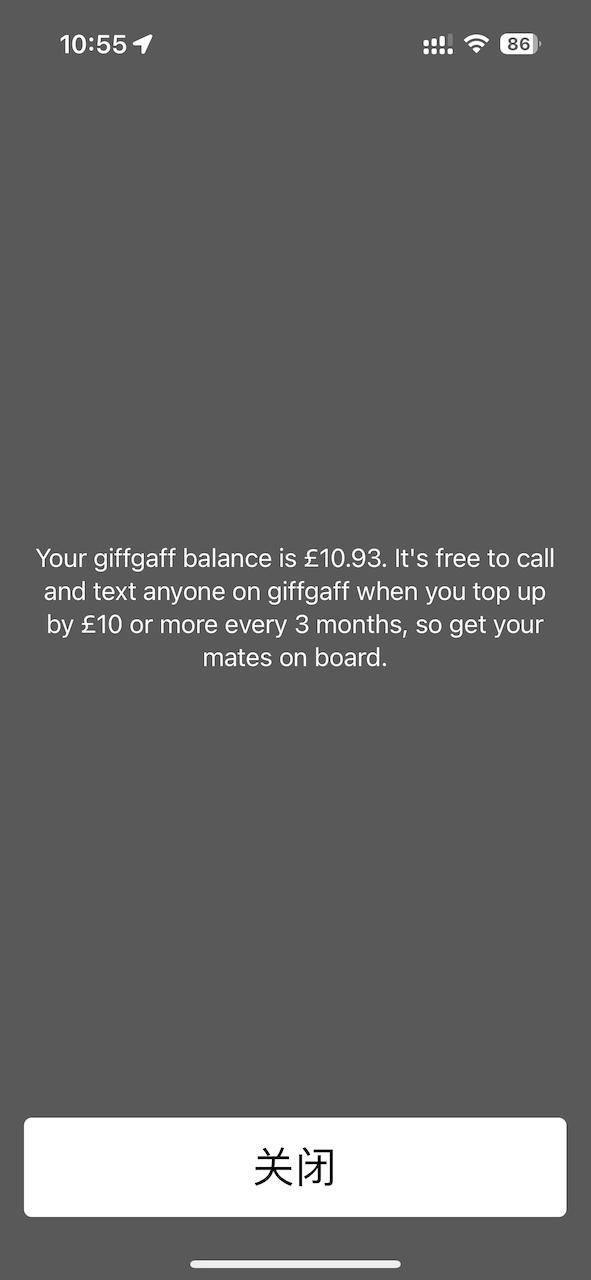 10:55
86
Your giffgaff balance is £10.93. It's free to call
and text anyone on giffgaff when you top up
by £10 or more every 3 months, so get your
mates on board.
关闭